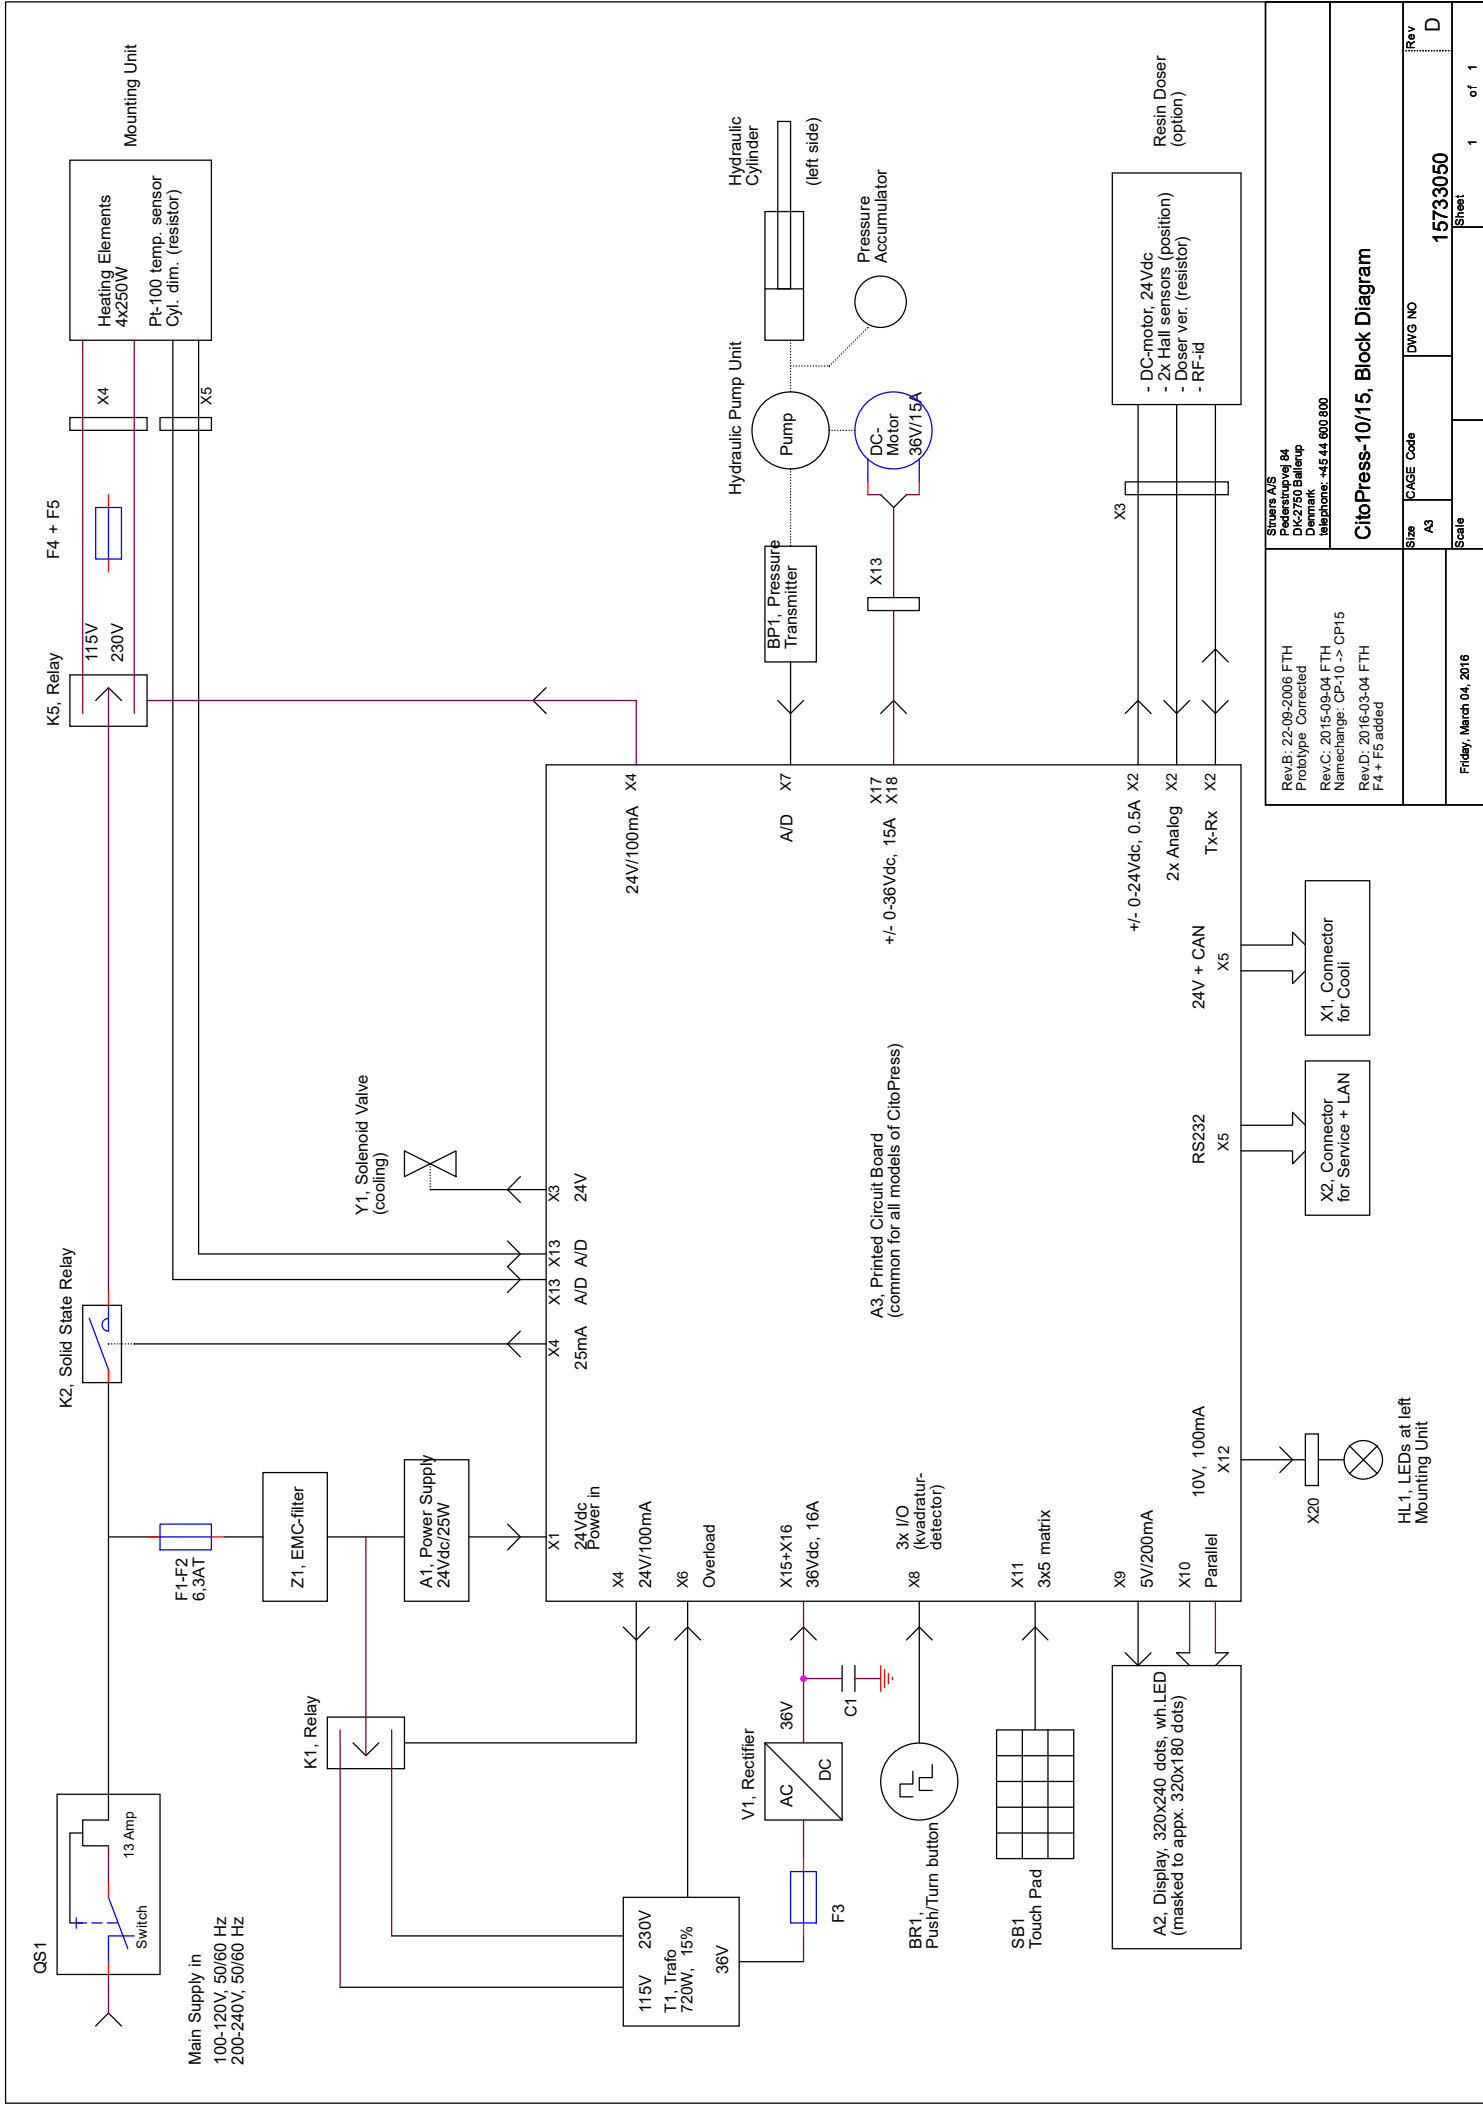 QS1
Switch
13 Amp
Main Supply in
100-120V, 50/60 Hz
200-240V, 50/60 Hz
F1-F2
6,3AT
Z1, EMC-filter
A1, Power Supply
24Vdc/25W
K2, Solid State Relay
K5, Relay
115V
230V
F4 + F5
X4
X5
Heating Elements
4x250W
Pt-100 temp. sensor
Cyl. dim. (resistor)
Mounting Unit
K1, Relay
115V
230V
T1, Trafo
720W, 15%
36V
F3
V1, Rectifier
AC
DC
36V
C1
BR1,
Push/Turn button
SB1
Touch Pad
A2, Display, 320x240 dots, wh.LED
(masked to appx. 320x180 dots)
Y1, Solenoid Valve
(cooling)
X1
24Vdc
Power in
X4
25mA
X13
A/D
X13
A/D
X3
24V
X4
24V/100mA
X6
Overload
X15+X16
36Vdc, 16A
X8
3x I/O
(kvadratur-
detector)
X11
3x5 matrix
X9
5V/200mA
X10
Parallel
A3, Printed Circuit Board
(common for all models of CitoPress)
24V/100mA
X4
A/D
X7
+/- 0-36Vdc, 15A
X17
X18
+/- 0-24Vdc, 0.5A
X2
2x Analog
X2
Tx-Rx
X2
10V, 100mA
X12
RS232
X5
24V + CAN
X5
X20
HL1, LEDs at left
Mounting Unit
X2, Connector
for Service + LAN
X1, Connector
for Cooli
BP1, Pressure
Transmitter
Hydraulic Pump Unit
Pump
DC-
Motor
36V/15A
X13
Hydraulic
Cylinder
(left side)
Pressure
Accumulator
X3
- DC-motor, 24Vdc
- 2x Hall sensors (position)
- Doser ver. (resistor)
- RF-id
Resin Doser
(option)
Rev.B: 22-09-2006 FTH
Prototype Corrected
Rev.C: 2015-09-04 FTH
Namechange: CP-10 -> CP15
Rev.D: 2016-03-04 FTH
F4 + F5 added
Friday, March 04, 2016
Struers A/S
Pederstrupvej 84
DK-2750 Ballerup
Denmark
telephone: +45 44 600 800
CitoPress-10/15, Block Diagram
Size
A3
CAGE Code
DWG NO
15733050
Rev
D
Scale
Sheet
1 of 1